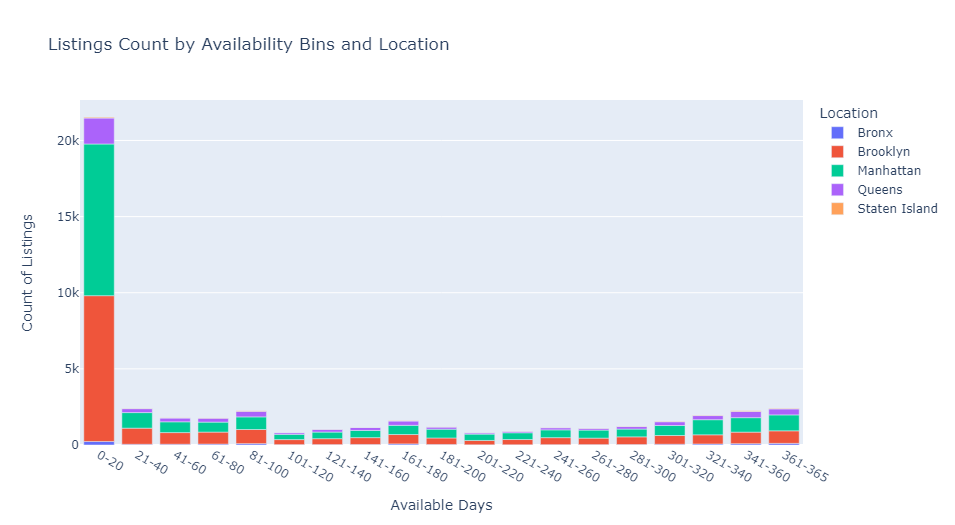 Listings Count by Availability Bins and Location
Location
Bronx
Brooklyn
Manhattan
Queens
Staten Island
Count of Listings
20k
15k
10k
5k
0
0-20
21-40
41-60
61-80
81-100
101-120
121-140
141-160
161-180
181-200
201-220
221-240
241-260
261-280
281-300
301-320
321-340
341-360
361-365
Available Days